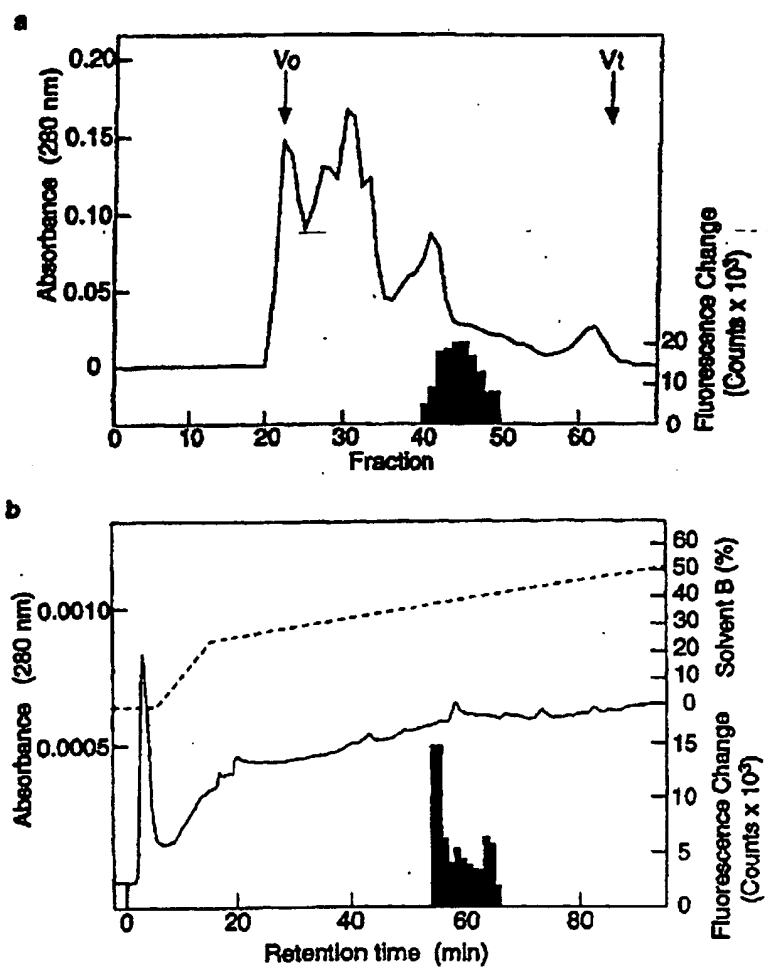 a
Absorbance (280 nm)
0.20
0.15
0.10
0.05
0
Vo
Vt
20
10
0
Fluorescence Change
(Counts x 10³)
0 10 20 30 40 50 60
Fraction
b
Absorbance (280 nm)
0.0010
0.0005
60
50
40
30
20
10
0
Solvent B (%)
15
10
5
0
Fluorescence Change
(Counts x 10³)
0 20 40 60 80
Retention time (min)